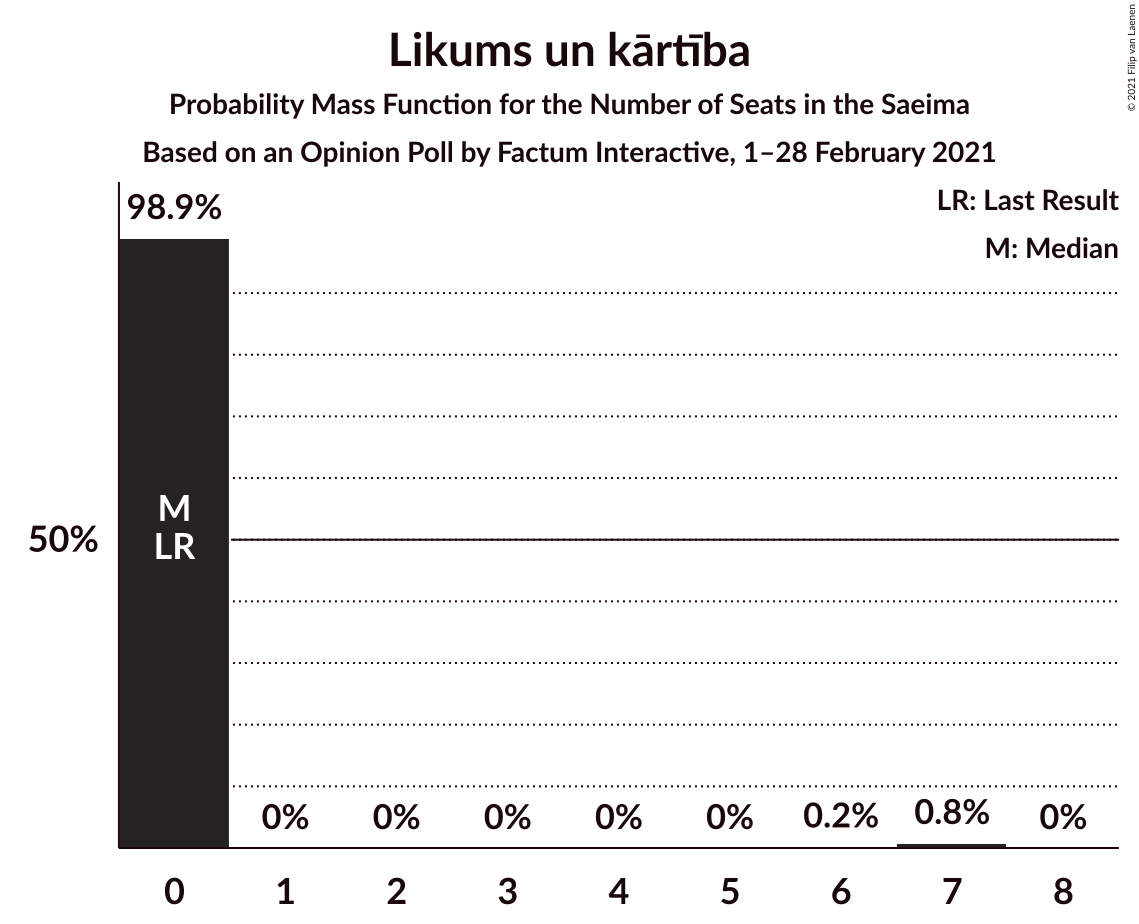 Likums un kārtība
Probability Mass Function for the Number of Seats in the Saeima
Based on an Opinion Poll by Factum Interactive, 1–28 February 2021
© 2021 Filip van Laenen
LR: Last Result
M: Median
98.9%
M
LR
50%
0%
0%
0%
0%
0%
0.2%
0.8%
0%
0 1 2 3 4 5 6 7 8